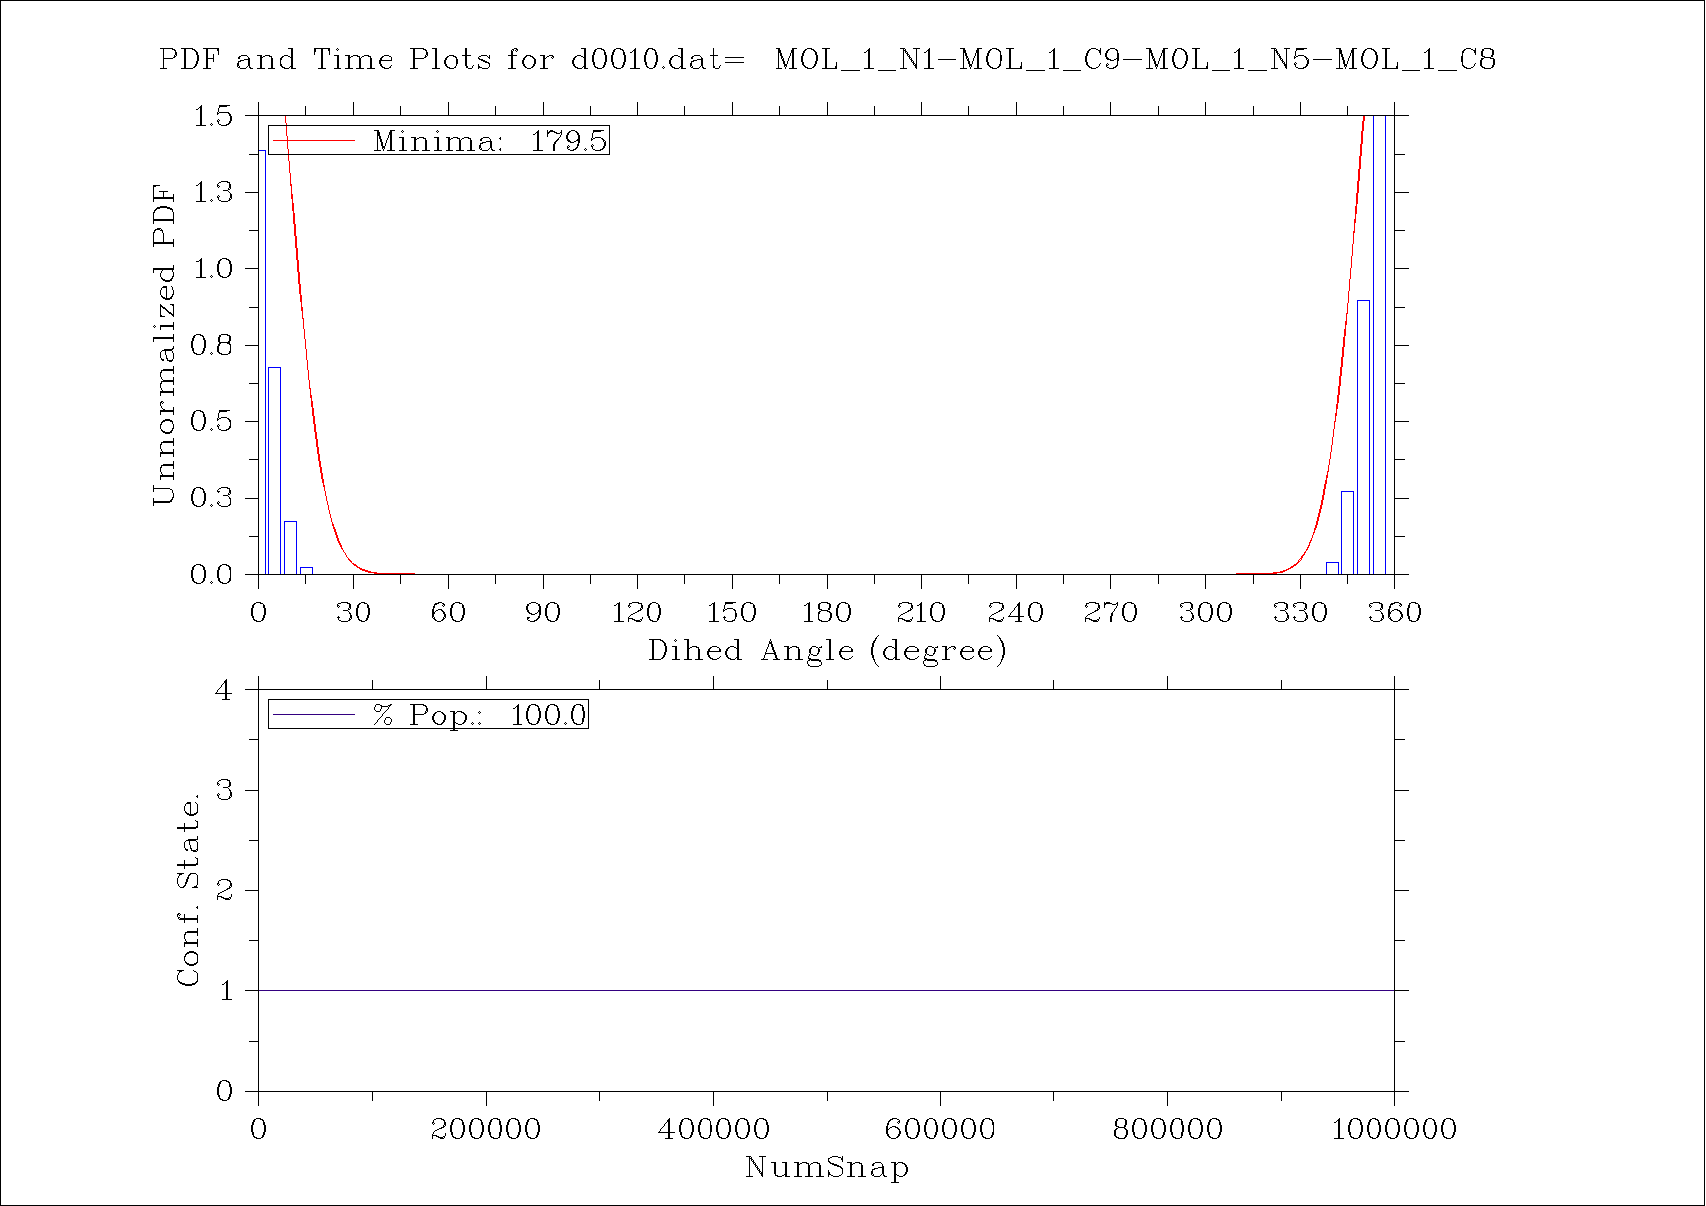 PDF and Time Plots for d0010.dat= MOL_1_N1-MOL_1_C9-MOL_1_N5-MOL_1_C8
Minima: 179.5
Unnormalized PDF
1.5
1.3
1.0
0.8
0.5
0.3
0.0
0 30 60 90 120 150 180 210 240 270 300 330 360
Dihed Angle (degree)
% Pop.: 100.0
Conf. State.
4
3
2
1
0
0 200000 400000 600000 800000 1000000
NumSnap